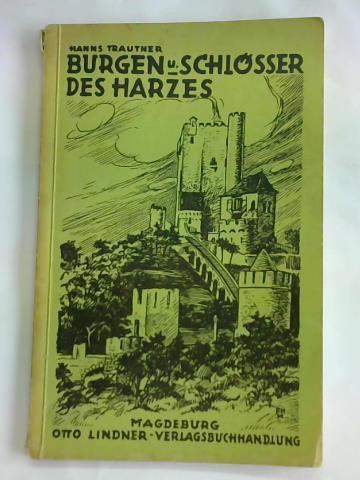 HANNS TRAUTNER
BURGEN u. SCHLÖSSER
DES HARZES
MAGDEBURG
OTTO LINDNER-VERLAGSBUCHHANDLUNG